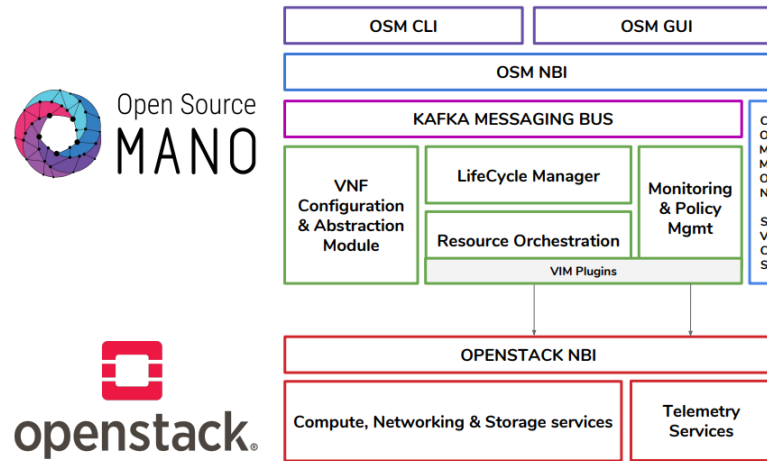 OSM CLI
OSM GUI
OSM NBI
Open Source
MANO
KAFKA MESSAGING BUS
VNF
Configuration
& Abstraction
Module
LifeCycle Manager
Resource Orchestration
Monitoring
& Policy
Mgmt
VIM Plugins
C
O
M
M
O
N
S
V
C
S
OPENSTACK NBI
openstack.
Compute, Networking & Storage services
Telemetry
Services